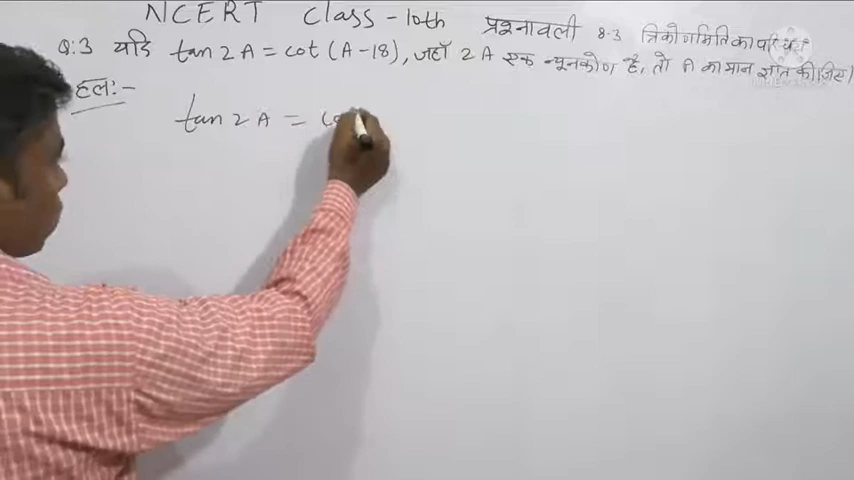 NCERT Class-10th प्रश्नावली 8.3 त्रिकोणमिति का परिचय
Q:3 यदि tan 2A = cot (A-18), जहाँ 2A एक न्यूनकोण है, तो A का मान ज्ञात कीजिए।
हल:-
tan 2A = co